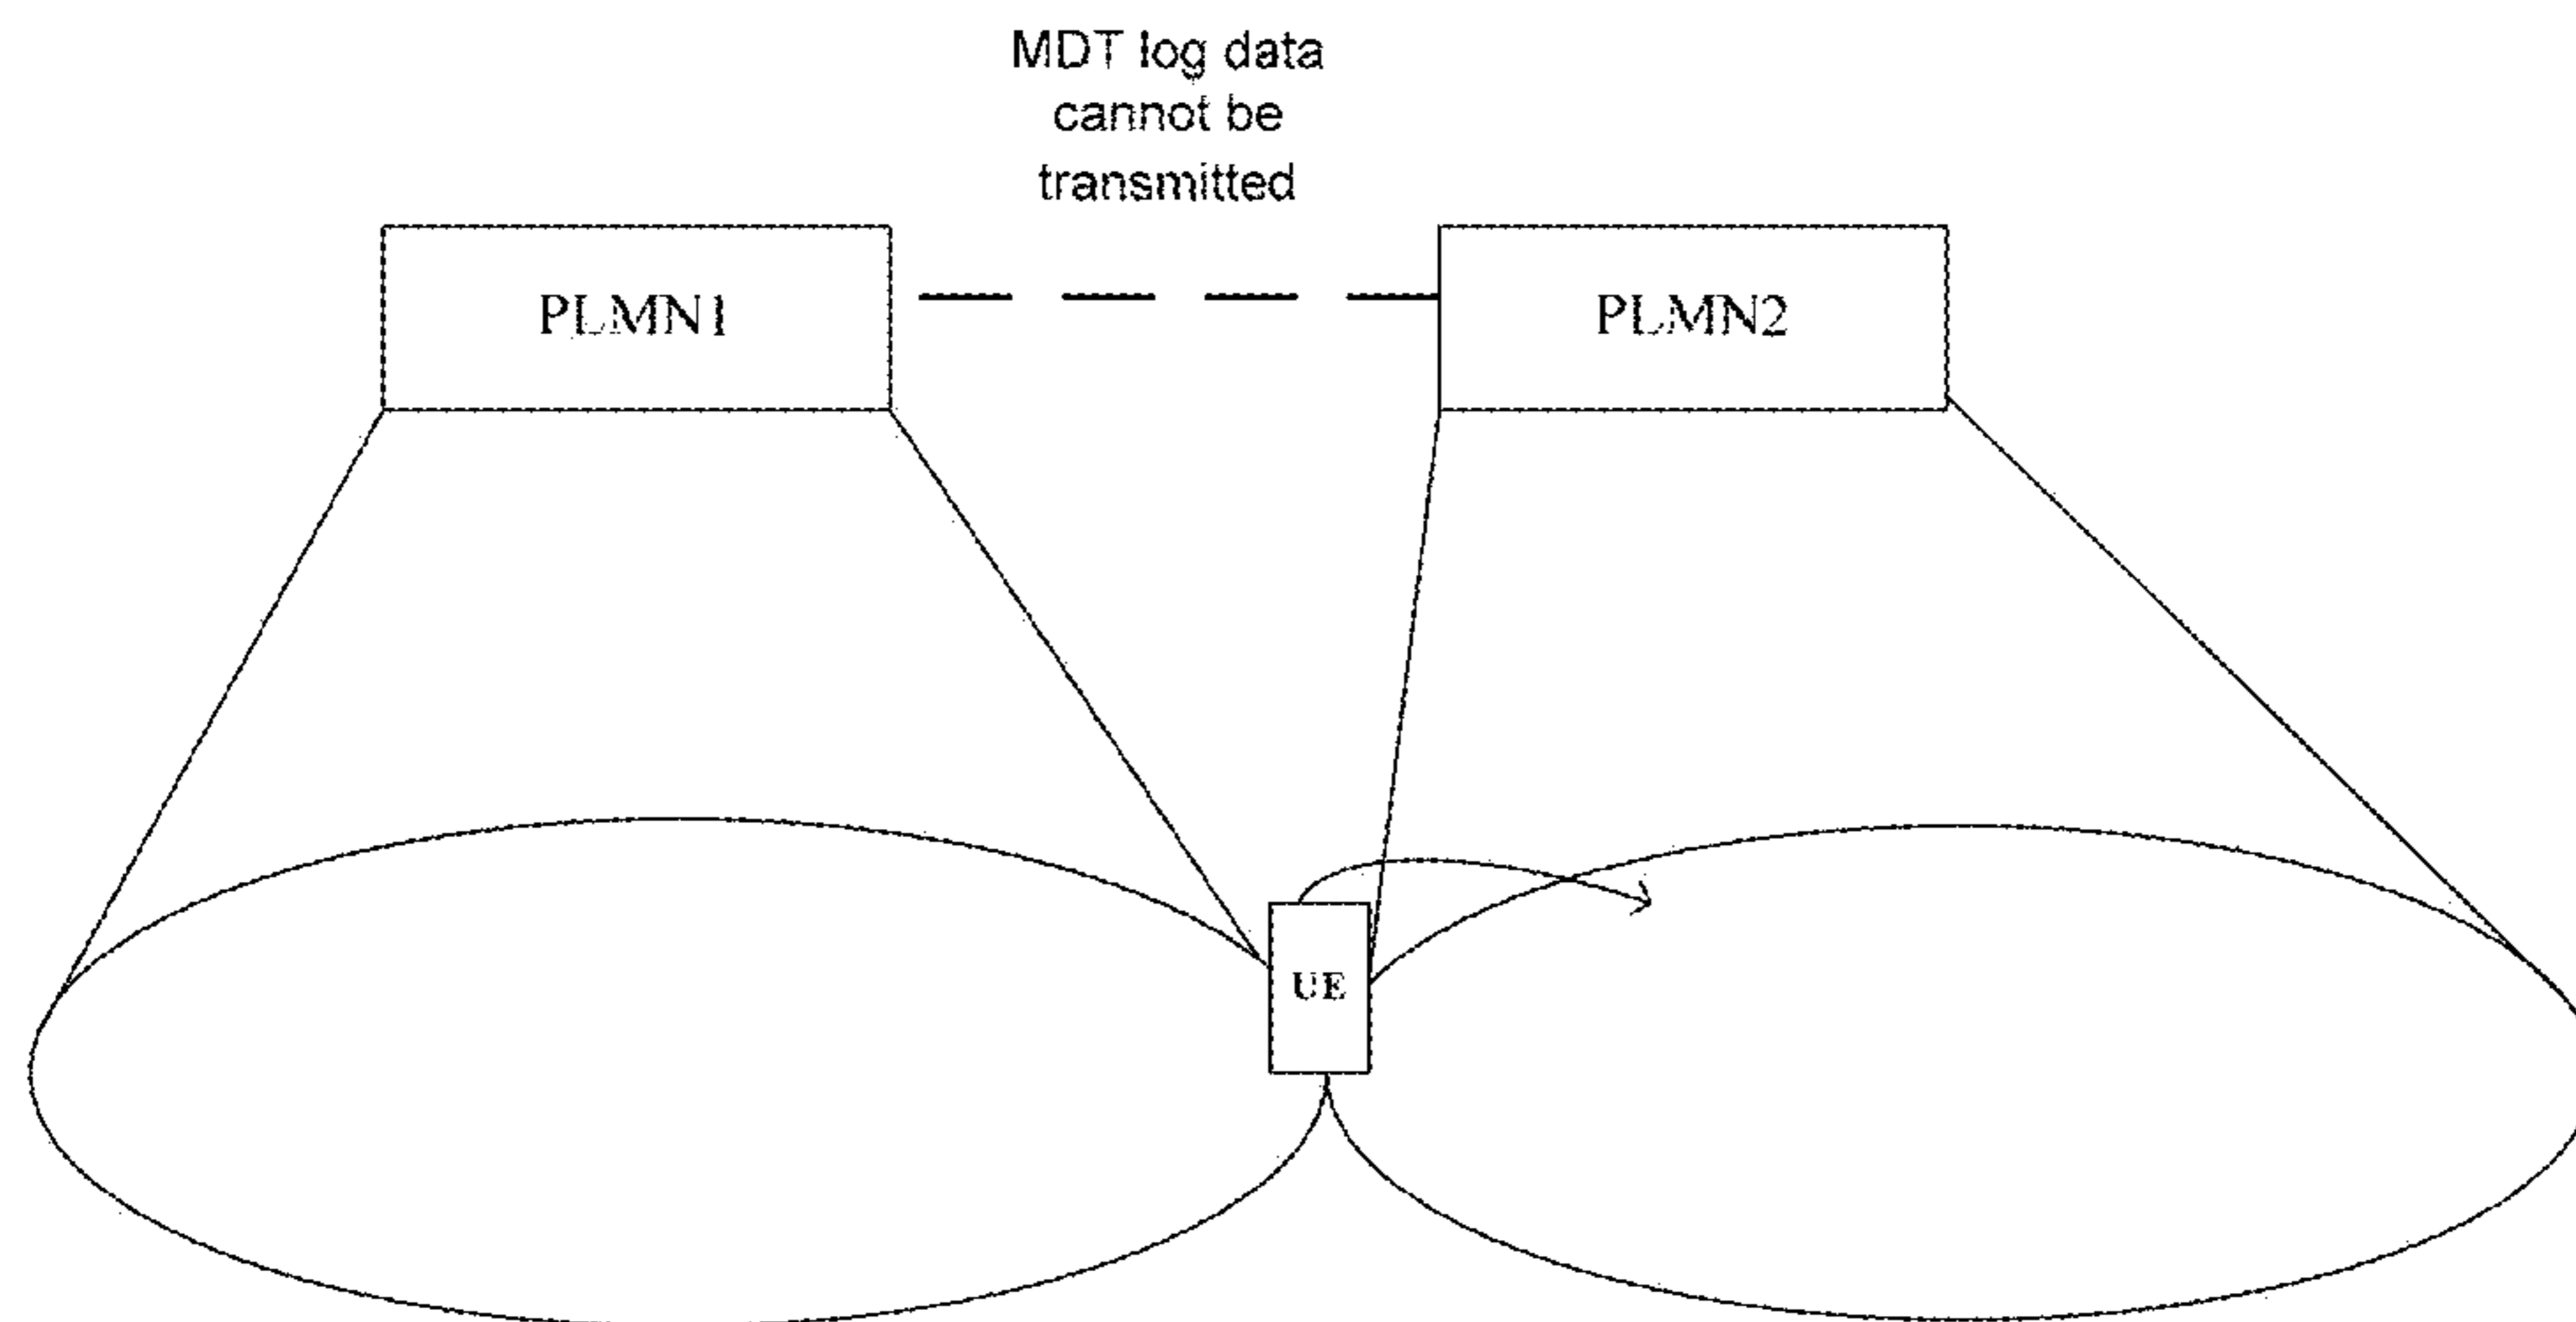 MDT log data
cannot be
transmitted
PLMN1
PLMN2
UE